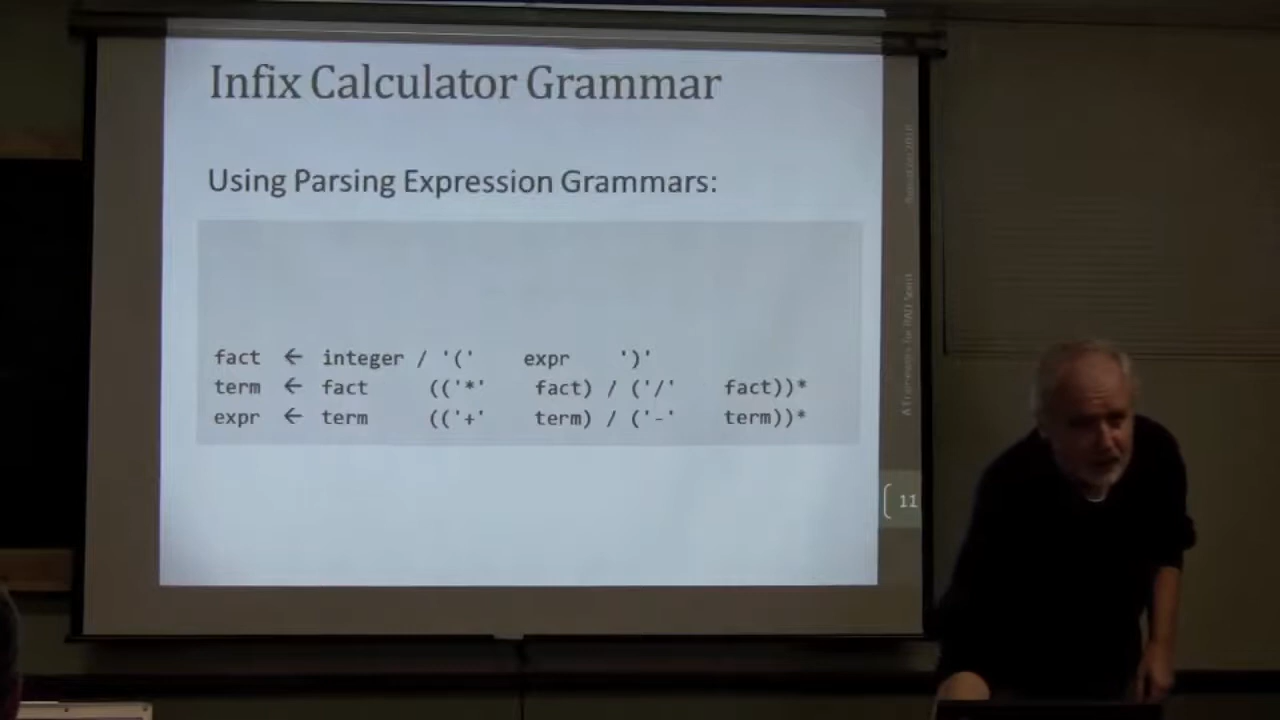 Infix Calculator Grammar
Using Parsing Expression Grammars:
fact ← integer / '(' expr ')'
term ← fact (('*' fact) / ('/' fact))*
expr ← term (('+' term) / ('-' term))*
11